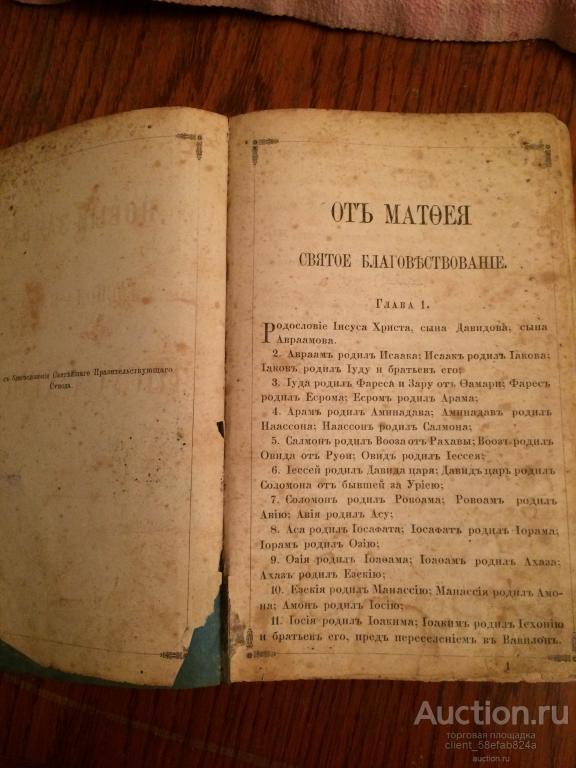 съ благословенія Святѣйшаго Правительствующаго
Сѵнода.
ОТЪ МАТѲЕЯ
СВЯТОЕ БЛАГОВѢСТВОВАНІЕ.
ГЛАВА 1.
Родословіе Іисуса Христа, сына Давидова, сына
Авраамова.
2. Авраамъ родилъ Исаака; Исаакъ родилъ Іакова;
Іаковъ родилъ Іуду и братьевъ его;
3. Іуда родилъ Фареса и Зару отъ Ѳамари; Фаресъ
родилъ Есрома; Есромъ родилъ Арама;
4. Арамъ родилъ Аминадава; Аминадавъ родилъ
Наассона; Наассонъ родилъ Салмона;
5. Салмонъ родилъ Вооза отъ Рахавы; Воозъ родилъ
Овида отъ Руѳи; Овидъ родилъ Іессея;
6. Іессей родилъ Давида царя; Давидъ царь родилъ
Соломона отъ бывшей за Уріею;
7. Соломонъ родилъ Ровоама; Ровоамъ родилъ
Авію; Авія родилъ Асу;
8. Аса родилъ Іосафата; Іосафатъ родилъ Іорама;
Іорамъ родилъ Озію;
9. Озія родилъ Іоаѳама; Іоаѳамъ родилъ Ахаза;
Ахазъ родилъ Езекію;
10. Езекія родилъ Манассію; Манассія родилъ Амо-
на; Амонъ родилъ Іосію;
11. Іосія родилъ Іоакима; Іоакимъ родилъ Іехонію
и братьевъ его, предъ переселеніемъ въ Вавилонъ.
1
Auction.ru
торговая площадка
client_58efab824a
auction.ru